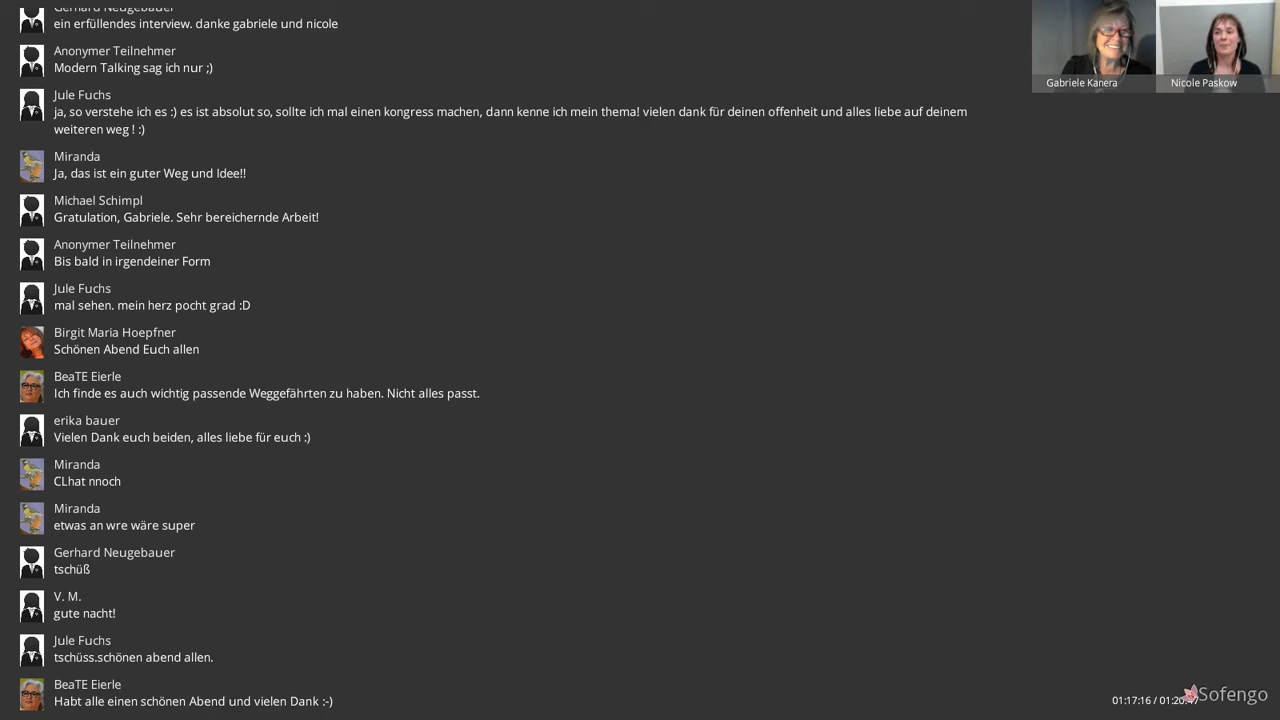 Gerhard Neugebauer
ein erfüllendes interview. danke gabriele und nicole
Anonymer Teilnehmer
Modern Talking sag ich nur ;)
Jule Fuchs
ja, so verstehe ich es :) es ist absolut so, sollte ich mal einen kongress machen, dann kenne ich mein thema! vielen dank für deinen offenheit und alles liebe auf deinem
weiteren weg ! :)
Miranda
Ja, das ist ein guter Weg und Idee!!
Michael Schimpl
Gratulation, Gabriele. Sehr bereichernde Arbeit!
Anonymer Teilnehmer
Bis bald in irgendeiner Form
Jule Fuchs
mal sehen. mein herz pocht grad :D
Birgit Maria Hoepfner
Schönen Abend Euch allen
BeaTE Eierle
Ich finde es auch wichtig passende Weggefährten zu haben. Nicht alles passt.
erika bauer
Vielen Dank euch beiden, alles liebe für euch :)
Miranda
CLhat nnoch
Miranda
etwas an wre wäre super
Gerhard Neugebauer
tschüß
V. M.
gute nacht!
Jule Fuchs
tschüss.schönen abend allen.
BeaTE Eierle
Habt alle einen schönen Abend und vielen Dank :-)
Gabriele Kanera
Nicole Paskow
01:17:16 /
Sofengo